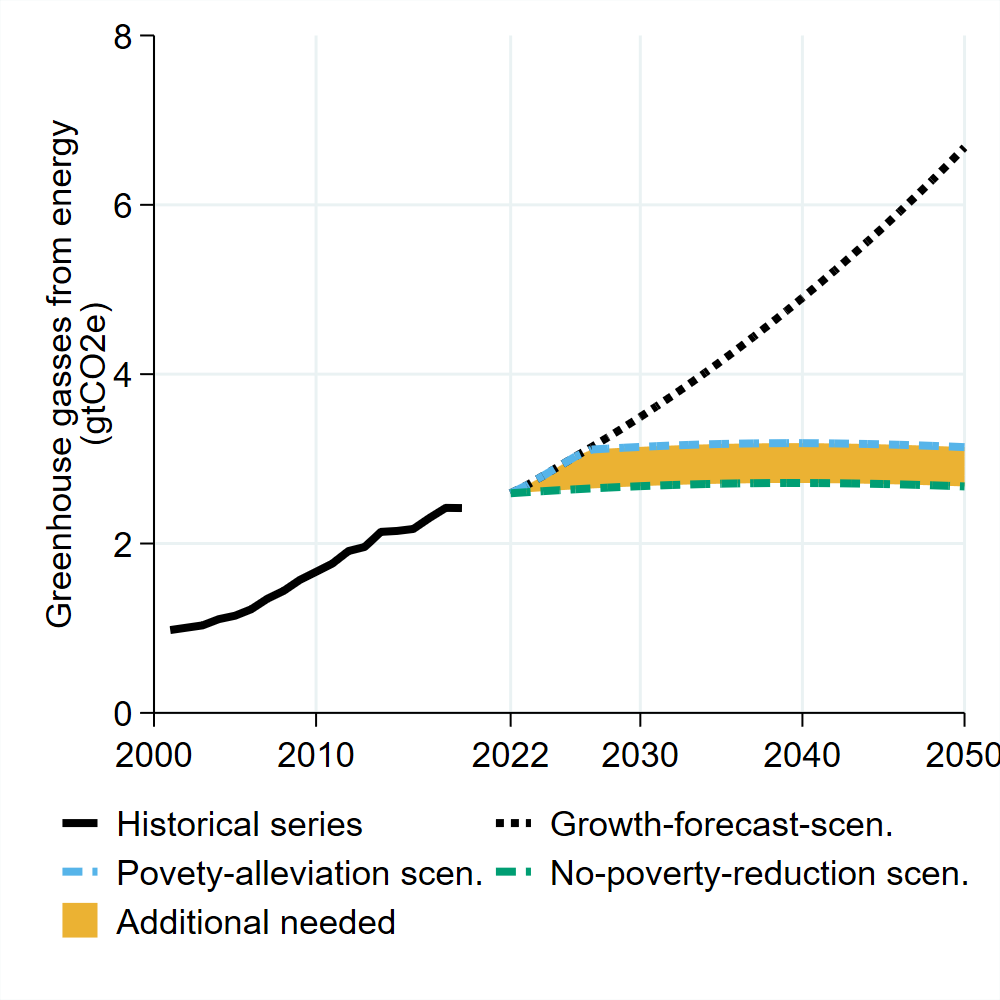 8
6
4
2
0
Greenhouse gasses from energy
(gtCO2e)
2000 2010 2022 2030 2040 2050
Historical series
Growth-forecast-scen.
Povety-alleviation scen.
No-poverty-reduction scen.
Additional needed